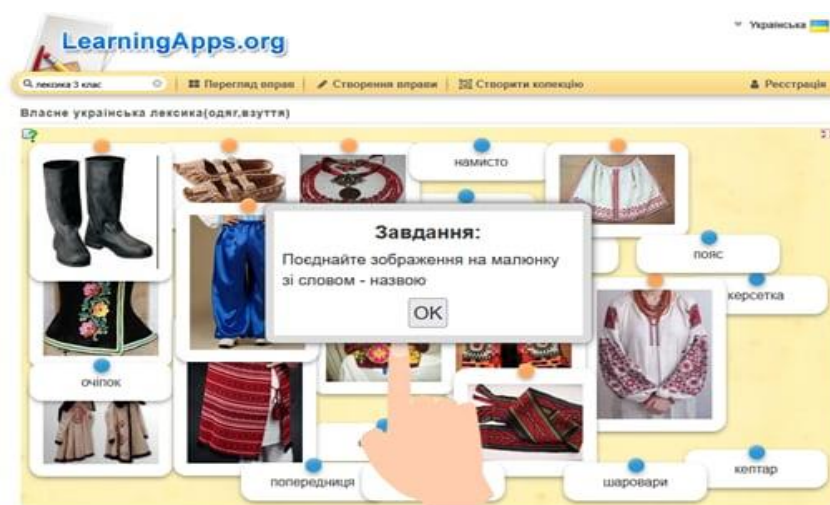 LearningApps.org
Українська
лексика 3 клас
Перегляд вправ
Створення вправи
Створити колекцію
Реєстрація
Власне українська лексика(одяг,взуття)
намисто
Завдання:
Поєднайте зображення на малюнку
зі словом - назвою
OK
пояс
керсетка
очіпок
попередниця
шаровари
кептар